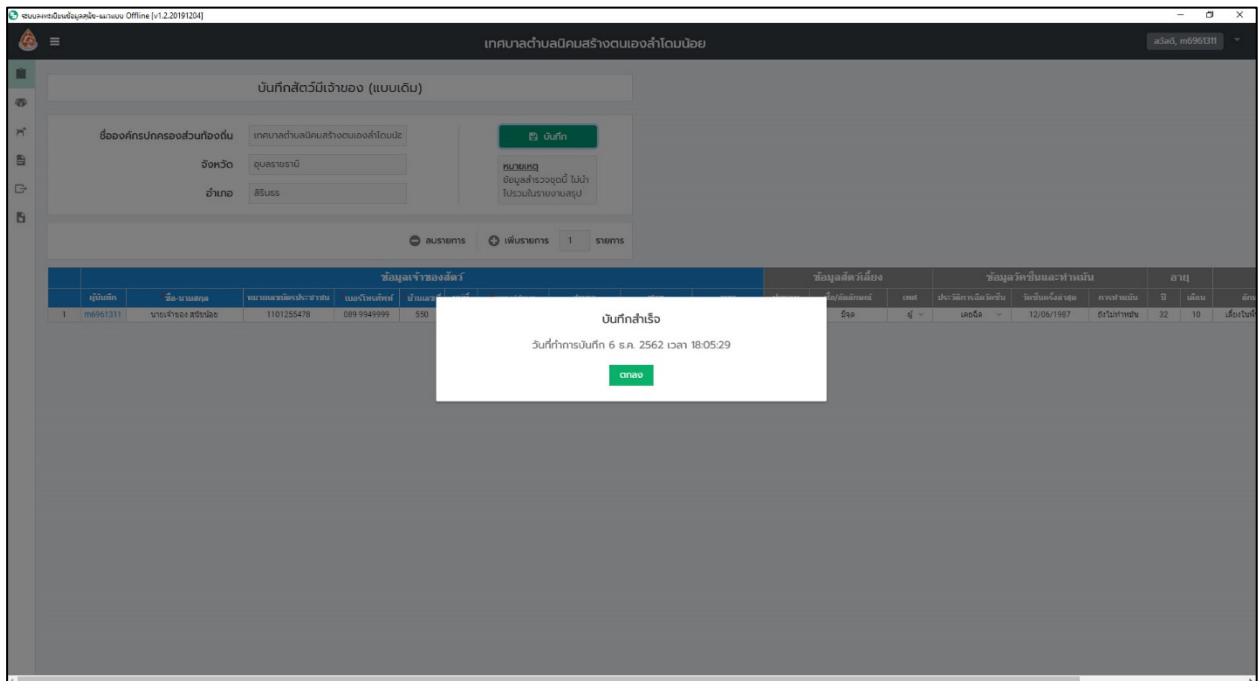 ระบบลงทะเบียนข้อมูลสุนัข-แมวแบบ Offline [v1.2.20191204]
เทศบาลตำบลนิคมสร้างตนเองลำโดมน้อย
สวัสดี, m6961311
บันทึกสัตว์มีเจ้าของ (แบบเดิม)
ชื่อองค์กรปกครองส่วนท้องถิ่น
เทศบาลตำบลนิคมสร้างตนเองลำโดมน้อ
บันทึก
จังหวัด
อุบลราชธานี
หมายเหตุ
ข้อมูลสำรวจชุดนี้ ไม่นำ
ไปรวมในรายงานสรุป
อำเภอ
สิรินธร
ลบรายการ
เพิ่มรายการ 1 รายการ
ข้อมูลเจ้าของสัตว์ ข้อมูลสัตว์เลี้ยง ข้อมูลวัคซีนและทำหมัน อายุ
ผู้บันทึก ชื่อ-นามสกุล หมายเลขบัตรประชาชน เบอร์โทรศัพท์ บ้านเลขที่ เพศ ประวัติการฉีดวัคซีน วัคซีนครั้งล่าสุด การทำหมัน ปี เดือน
1 m6961311 นายเจ้าของ สุนัขน้อย 1101255478 089 9949999 550 ผู้ เคยฉีด 12/06/1987 ยังไม่ทำหมัน 32 10
บันทึกสำเร็จ
วันที่ทำการบันทึก 6 ธ.ค. 2562 เวลา 18:05:29
ตกลง